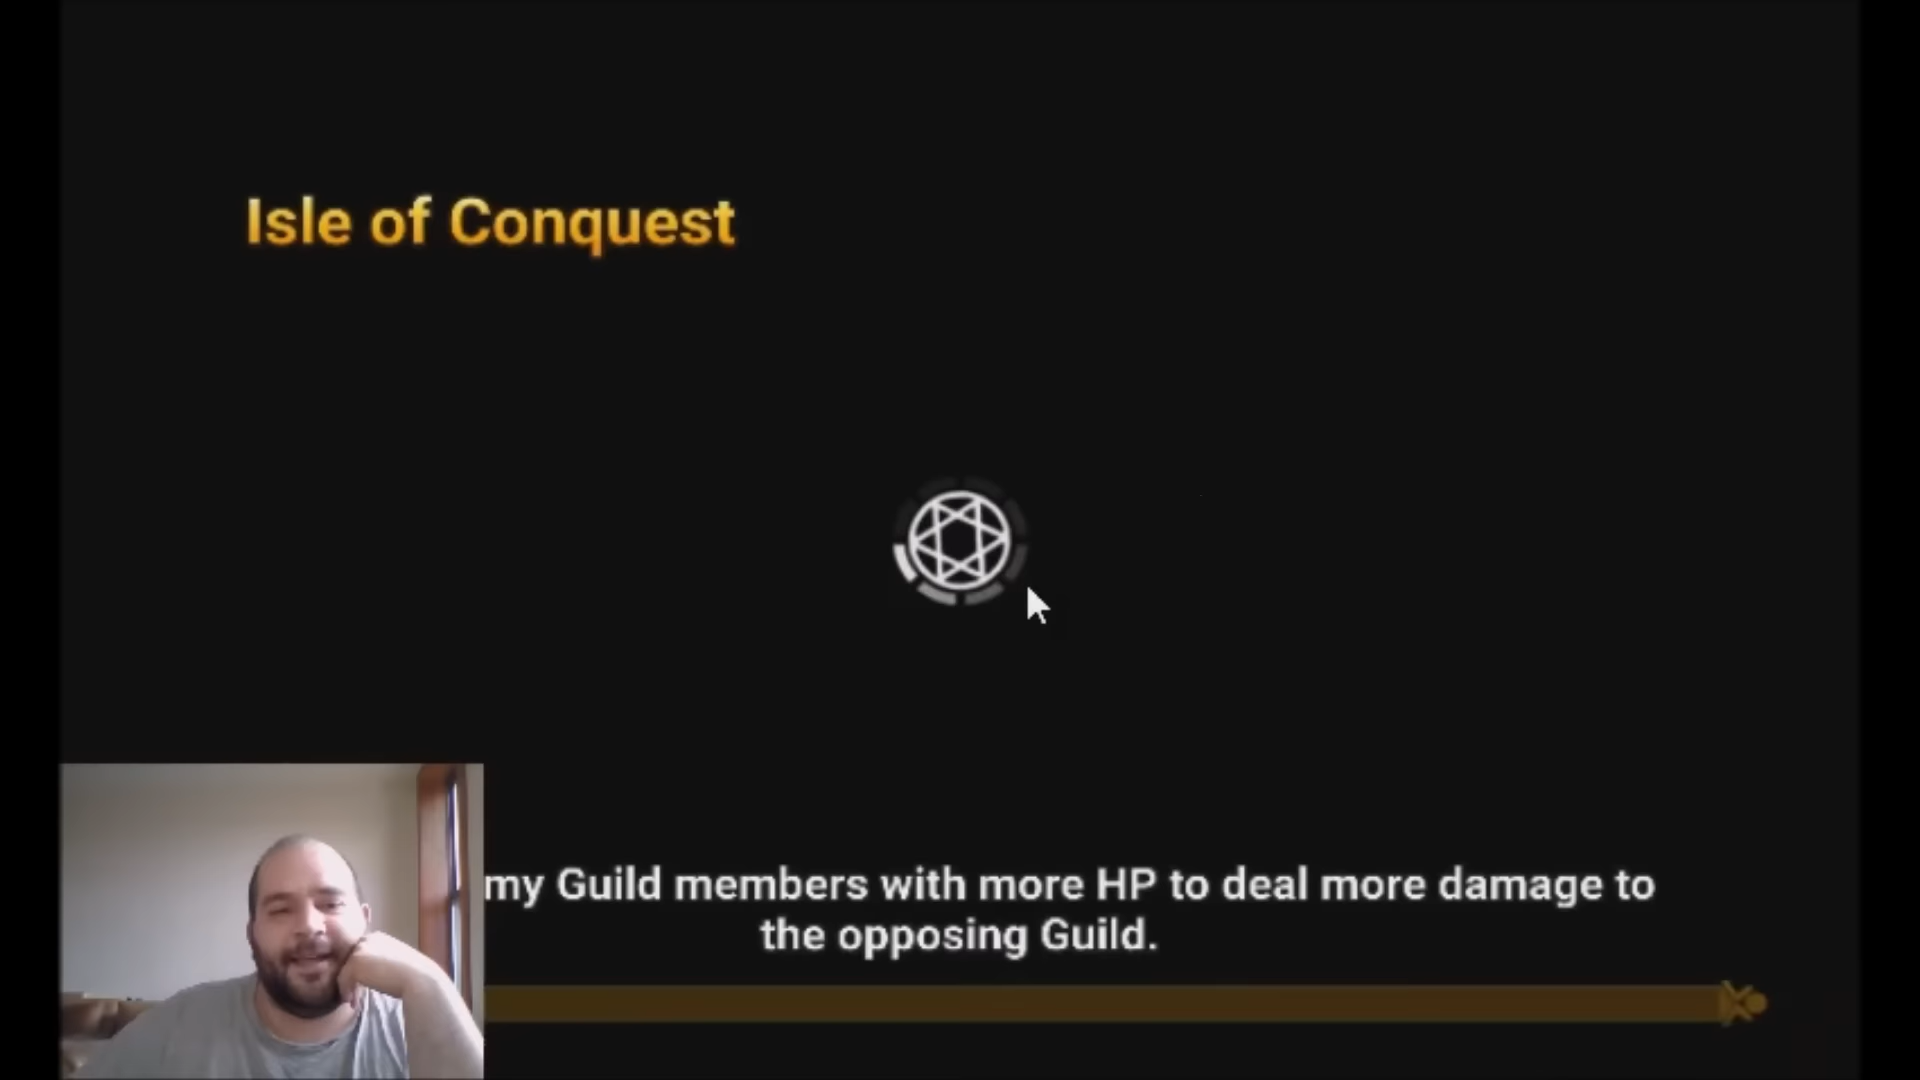 Isle of Conquest
my Guild members with more HP to deal more damage to
the opposing Guild.